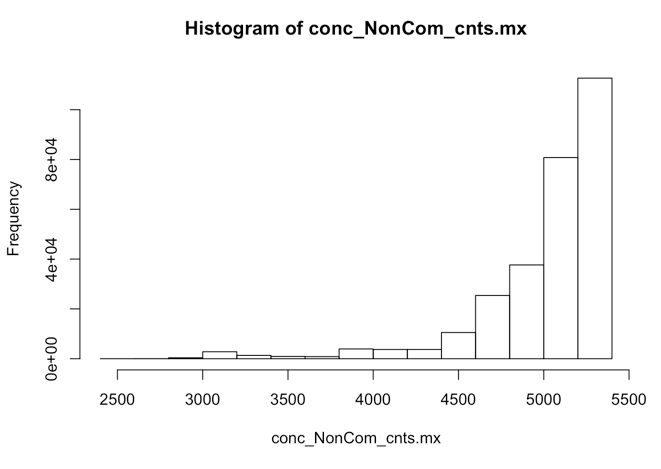 Histogram of conc_NonCom_cnts.mx
Frequency
8e+04
4e+04
0e+00
2500 3000 3500 4000 4500 5000 5500
conc_NonCom_cnts.mx